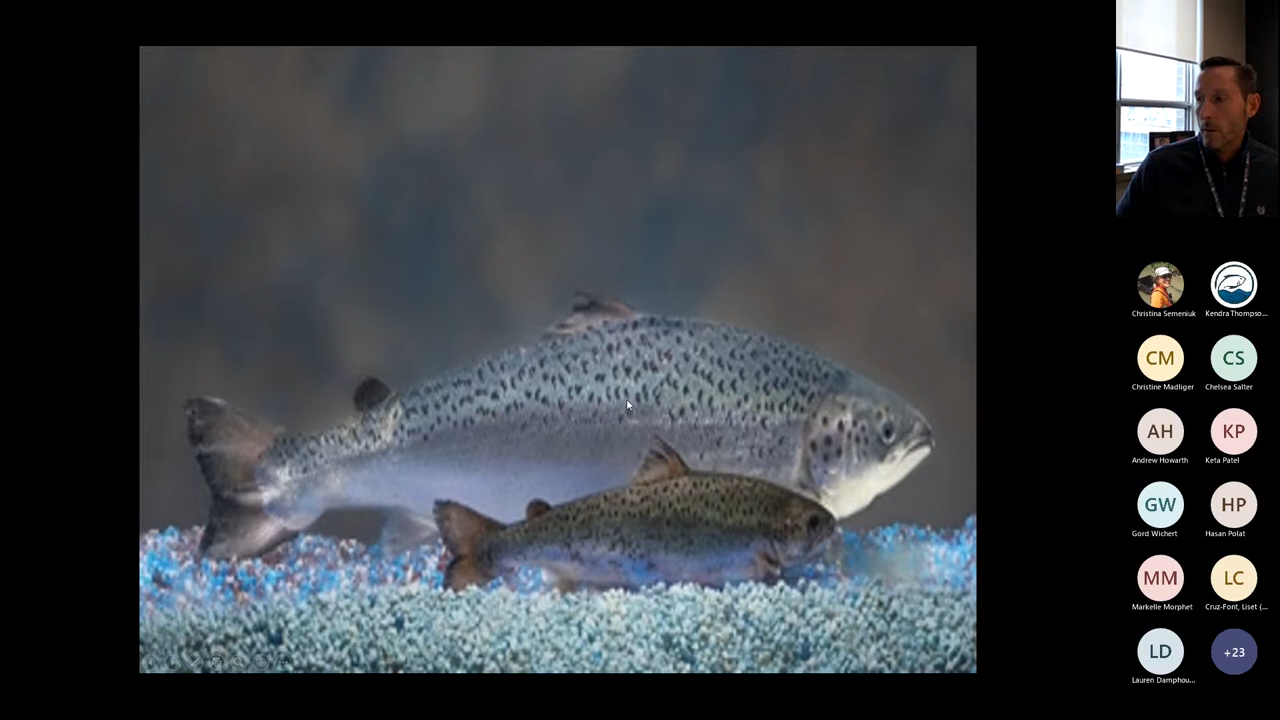 Christina Semeniuk
Kendra Thompso...
CM
CS
Christine Madliger
Chelsea Salter
AH
KP
Andrew Howarth
Keta Patel
GW
HP
Gord Wichert
Hasan Polat
MM
LC
Markelle Morphet
Cruz-Font, Liset (...
LD
+23
Lauren Damphou...